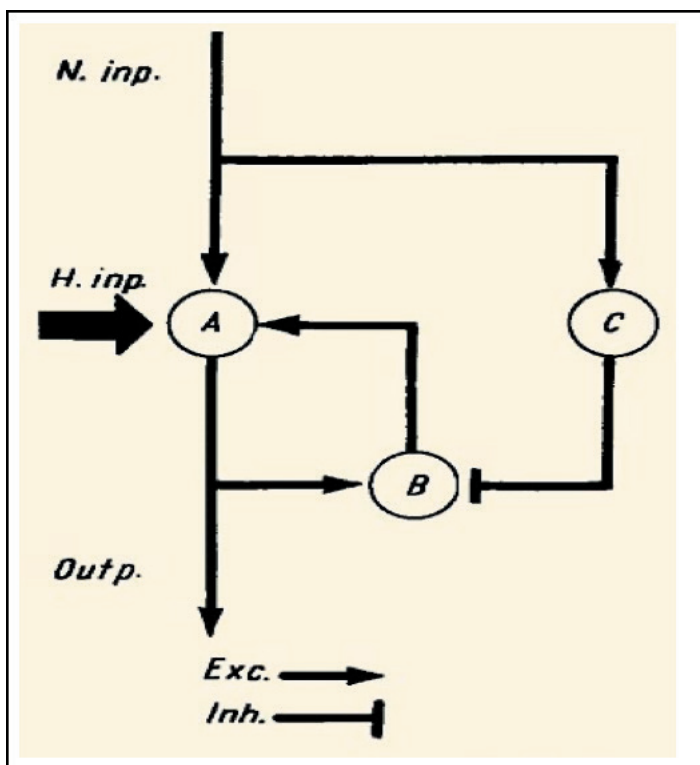 N. inp.
H. inp.
A
C
B
Outp.
Exc.
Inh.